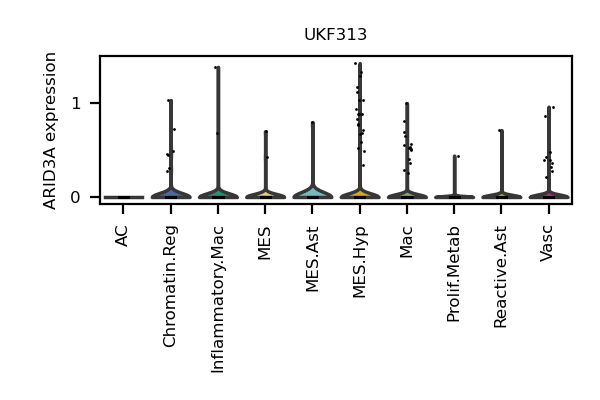 UKF313
ARID3A expression
1
0
AC
Chromatin.Reg
Inflammatory.Mac
MES
MES.Ast
MES.Hyp
Mac
Prolif.Metab
Reactive.Ast
Vasc